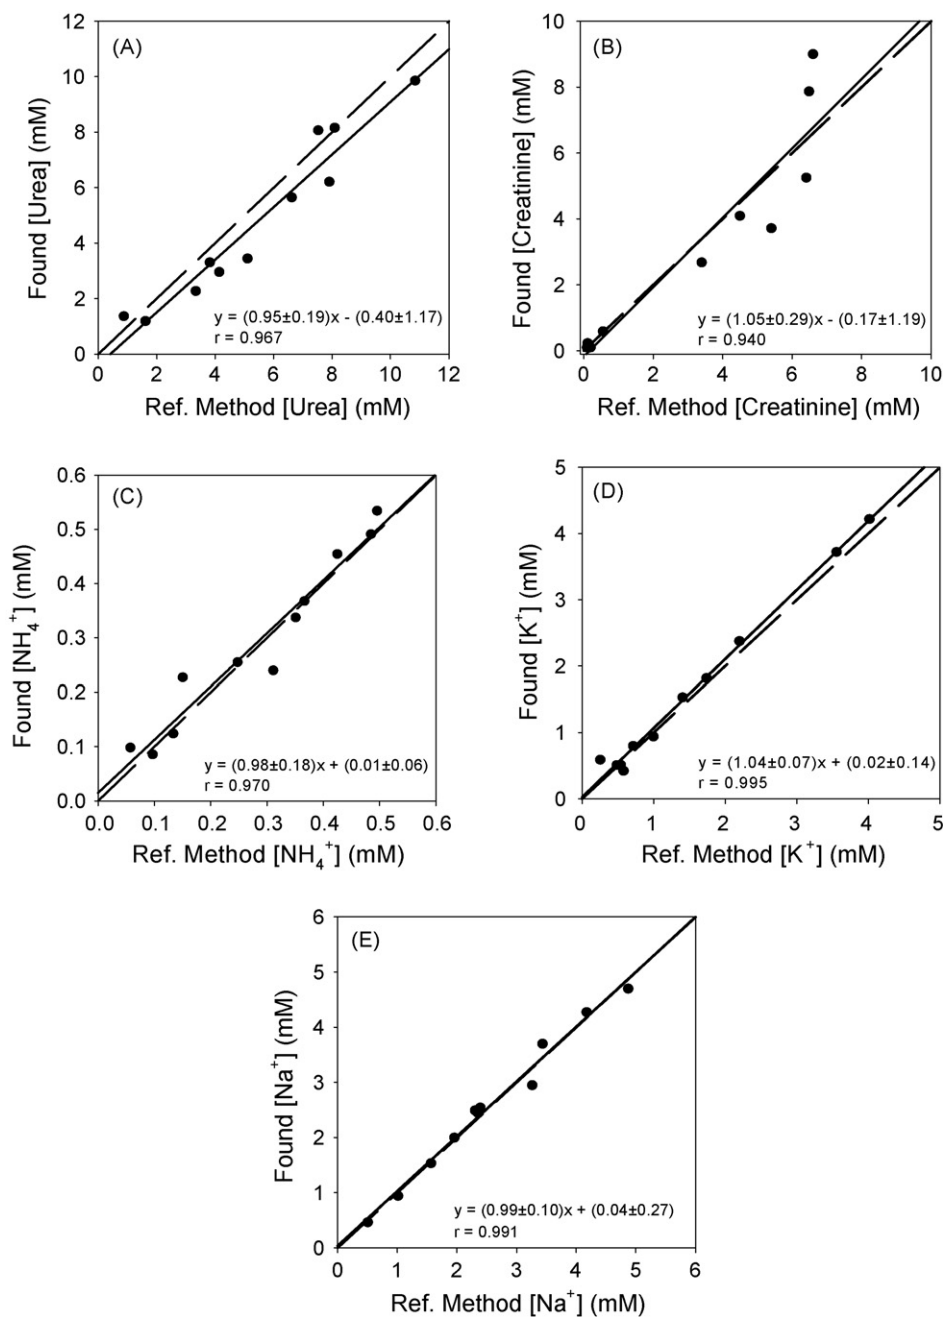 (A)
12
10
8
6
4
2
0
Found [Urea] (mM)
y = (0.95±0.19)x - (0.40±1.17)
r = 0.967
0 2 4 6 8 10 12
Ref. Method [Urea] (mM)
(B)
10
8
6
4
2
0
Found [Creatinine] (mM)
y = (1.05±0.29)x - (0.17±1.19)
r = 0.940
0 2 4 6 8 10
Ref. Method [Creatinine] (mM)
(C)
0.6
0.5
0.4
0.3
0.2
0.1
0.0
Found [NH₄⁺] (mM)
y = (0.98±0.18)x + (0.01±0.06)
r = 0.970
0.0 0.1 0.2 0.3 0.4 0.5 0.6
Ref. Method [NH₄⁺] (mM)
(D)
5
4
3
2
1
0
Found [K⁺] (mM)
y = (1.04±0.07)x + (0.02±0.14)
r = 0.995
0 1 2 3 4 5
Ref. Method [K⁺] (mM)
(E)
6
5
4
3
2
1
0
Found [Na⁺] (mM)
y = (0.99±0.10)x + (0.04±0.27)
r = 0.991
0 1 2 3 4 5 6
Ref. Method [Na⁺] (mM)